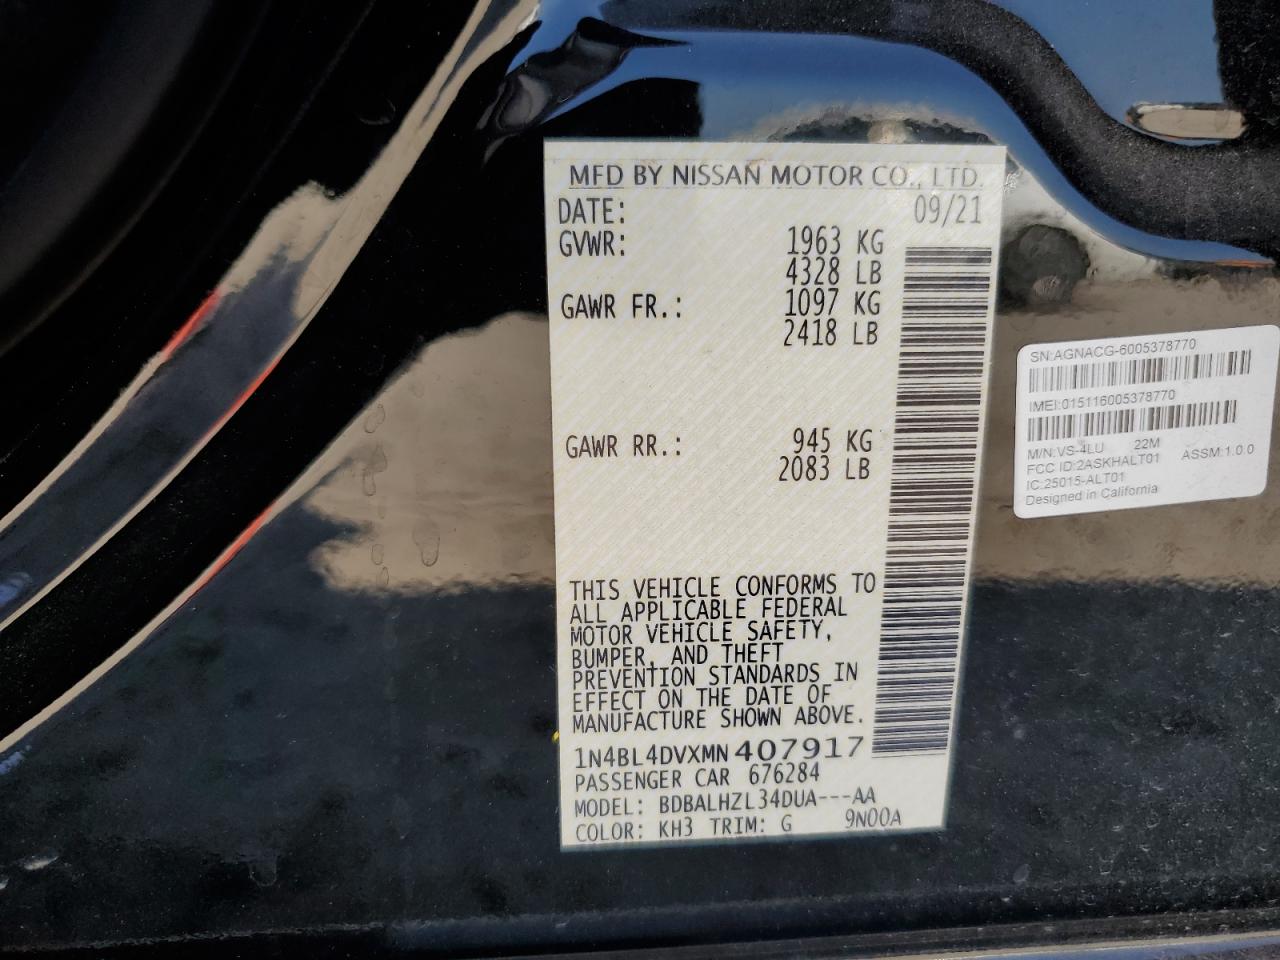 MFD BY NISSAN MOTOR CO., LTD.
DATE: 09/21
GVWR: 1963 KG
4328 LB
GAWR FR.: 1097 KG
2418 LB
GAWR RR.: 945 KG
2083 LB
THIS VEHICLE CONFORMS TO
ALL APPLICABLE FEDERAL
MOTOR VEHICLE SAFETY,
BUMPER, AND THEFT
PREVENTION STANDARDS IN
EFFECT ON THE DATE OF
MANUFACTURE SHOWN ABOVE.
1N4BL4DVXMN407917
PASSENGER CAR 676284
MODEL: BDBALHZL34DUA---AA
COLOR: KH3 TRIM: G 9N00A
SN:AGNACG-6005378770
IMEI:015116005378770
M/N:VS-4LU 22M
FCC ID:2ASKHALT01 ASSM:1.0.0
IC:25015-ALT01
Designed in California